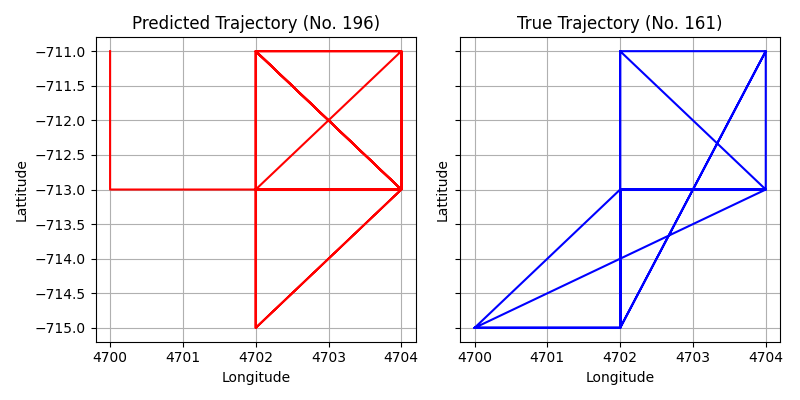 Predicted Trajectory (No. 196)
True Trajectory (No. 161)
Lattitude
−711.0
−711.5
−712.0
−712.5
−713.0
−713.5
−714.0
−714.5
−715.0
4700 4701 4702 4703 4704
Longitude
Lattitude
4700 4701 4702 4703 4704
Longitude